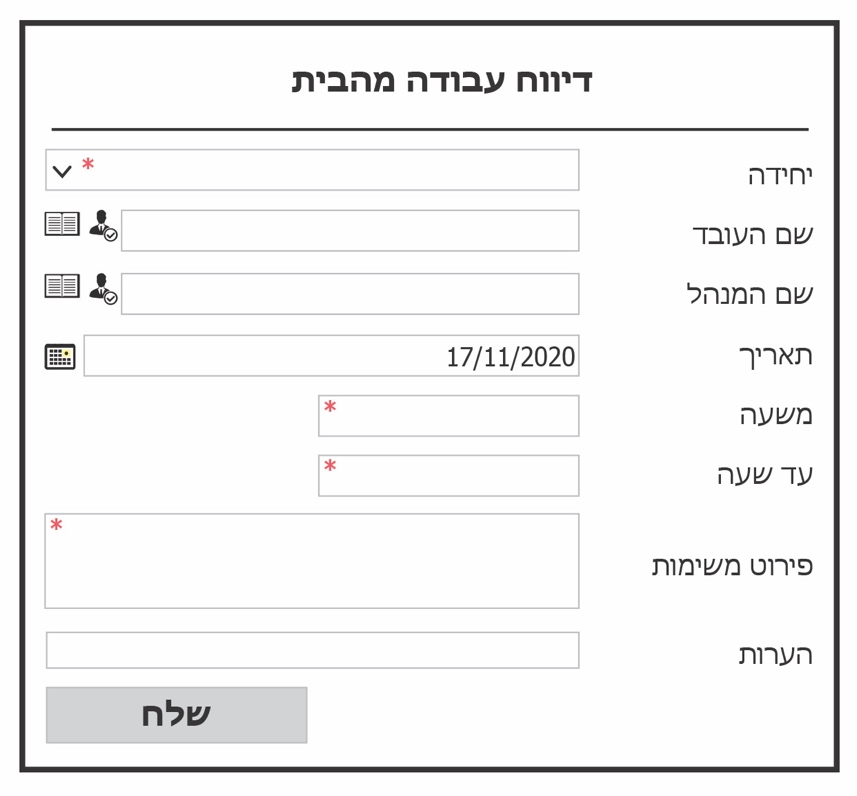 דיווח עבודה מהבית
יחידה *
שם העובד
שם המנהל
תאריך 17/11/2020
משעה *
עד שעה *
פירוט משימות *
הערות
שלח